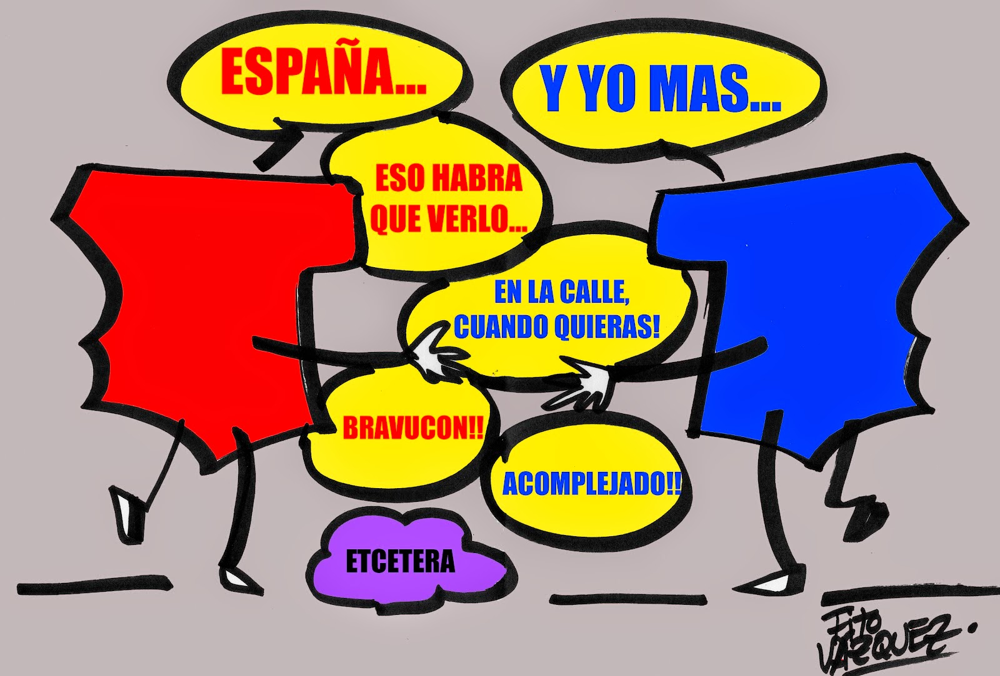 ESPAÑA...
Y YO MAS...
ESO HABRA
QUE VERLO...
EN LA CALLE,
CUANDO QUIERAS!
BRAVUCON!!
ACOMPLEJADO!!
ETCETERA
Fito
VAZQUEZ.